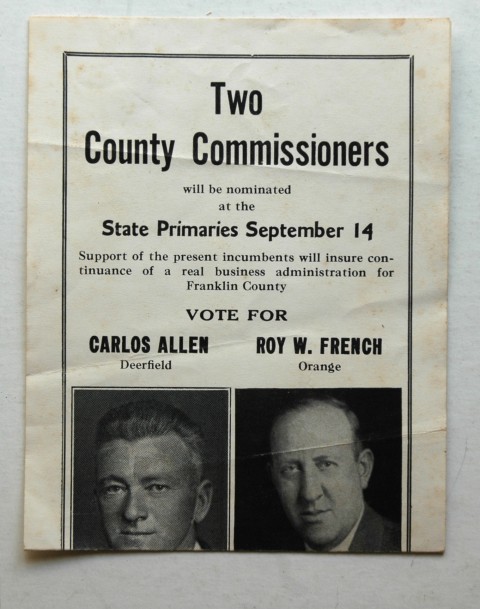 Two
County Commissioners
will be nominated
at the
State Primaries September 14
Support of the present incumbents will insure con-
tinuance of a real business administration for
Franklin County
VOTE FOR
CARLOS ALLEN ROY W. FRENCH
Deerfield Orange